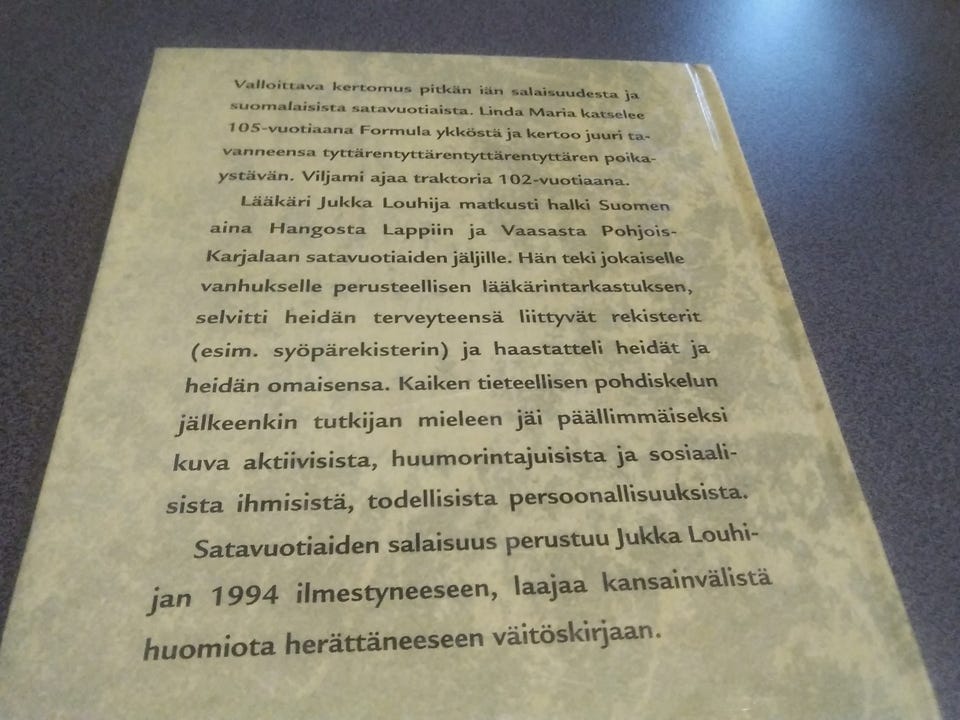 Valloittava kertomus pitkän iän salaisuudesta ja
suomalaisista satavuotiaista. Linda Maria katselee
105-vuotiaana Formula ykköstä ja kertoo juuri ta-
vanneensa tyttärentyttärentyttärentyttären poika-
ystävän. Viljami ajaa traktoria 102-vuotiaana.
Lääkäri Jukka Louhija matkusti halki Suomen
aina Hangosta Lappiin ja Vaasasta Pohjois-
Karjalaan satavuotiaiden jäljille. Hän teki jokaiselle
vanhukselle perusteellisen lääkärintarkastuksen,
selvitti heidän terveyteensä liittyvät rekisterit
(esim. syöpärekisterin) ja haastatteli heidät ja
heidän omaisensa. Kaiken tieteellisen pohdiskelun
jälkeenkin tutkijan mieleen jäi päällimmäiseksi
kuva aktiivisista, huumorintajuisista ja sosiaali-
sista ihmisistä, todellisista persoonallisuuksista.
Satavuotiaiden salaisuus perustuu Jukka Louhi-
jan 1994 ilmestyneeseen, laajaa kansainvälistä
huomiota herättäneeseen väitöskirjaan.